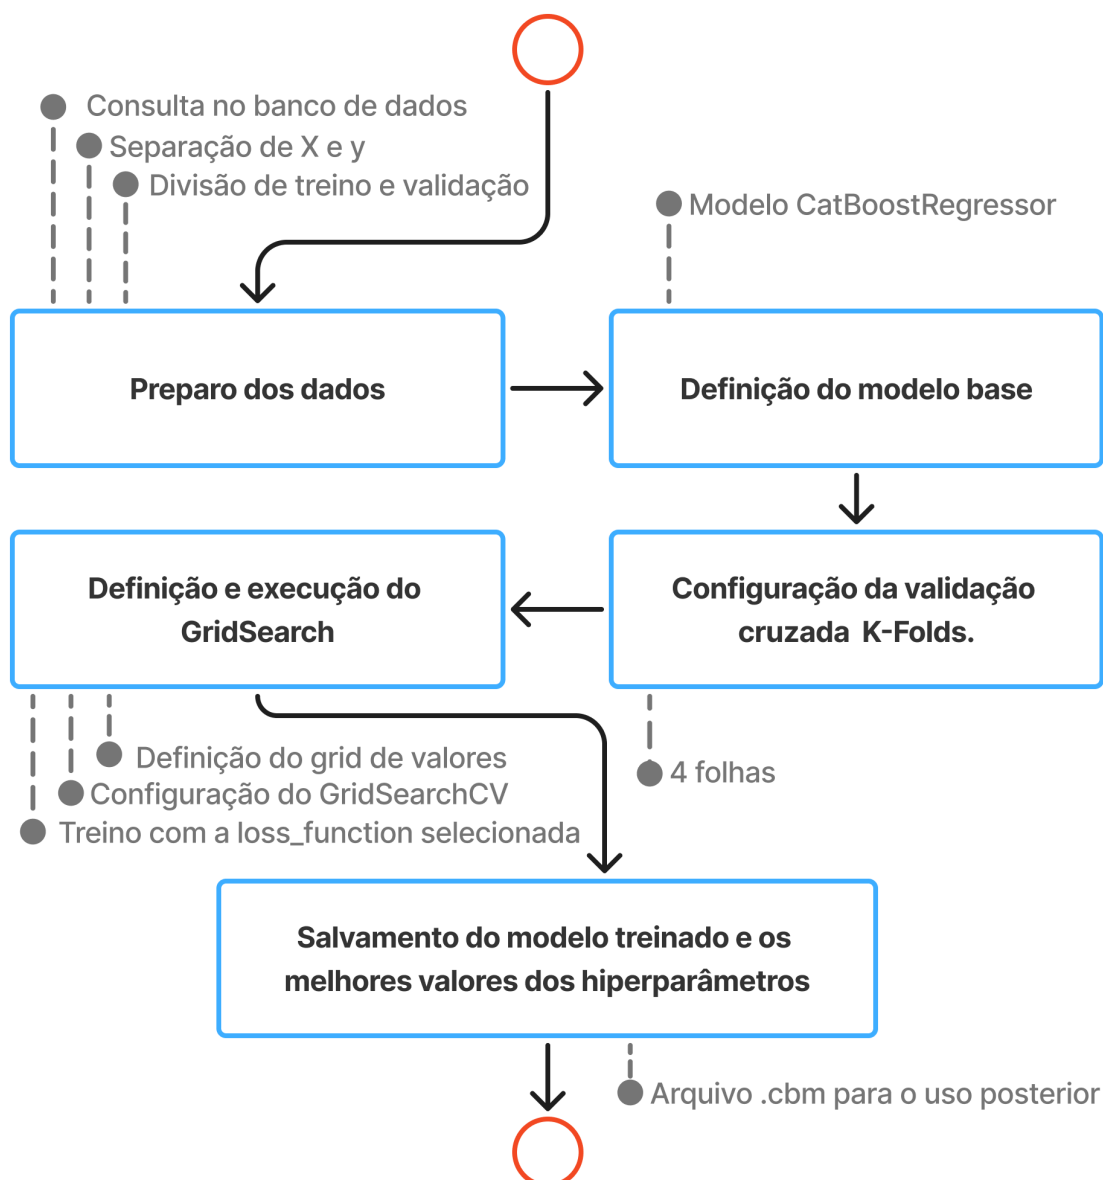 Consulta no banco de dados
Separação de X e y
Divisão de treino e validação
Modelo CatBoostRegressor
Preparo dos dados
Definição do modelo base
Definição e execução do
GridSearch
Configuração da validação
cruzada K-Folds.
Definição do grid de valores
Configuração do GridSearchCV
Treino com a loss_function selecionada
4 folhas
Salvamento do modelo treinado e os
melhores valores dos hiperparâmetros
Arquivo .cbm para o uso posterior